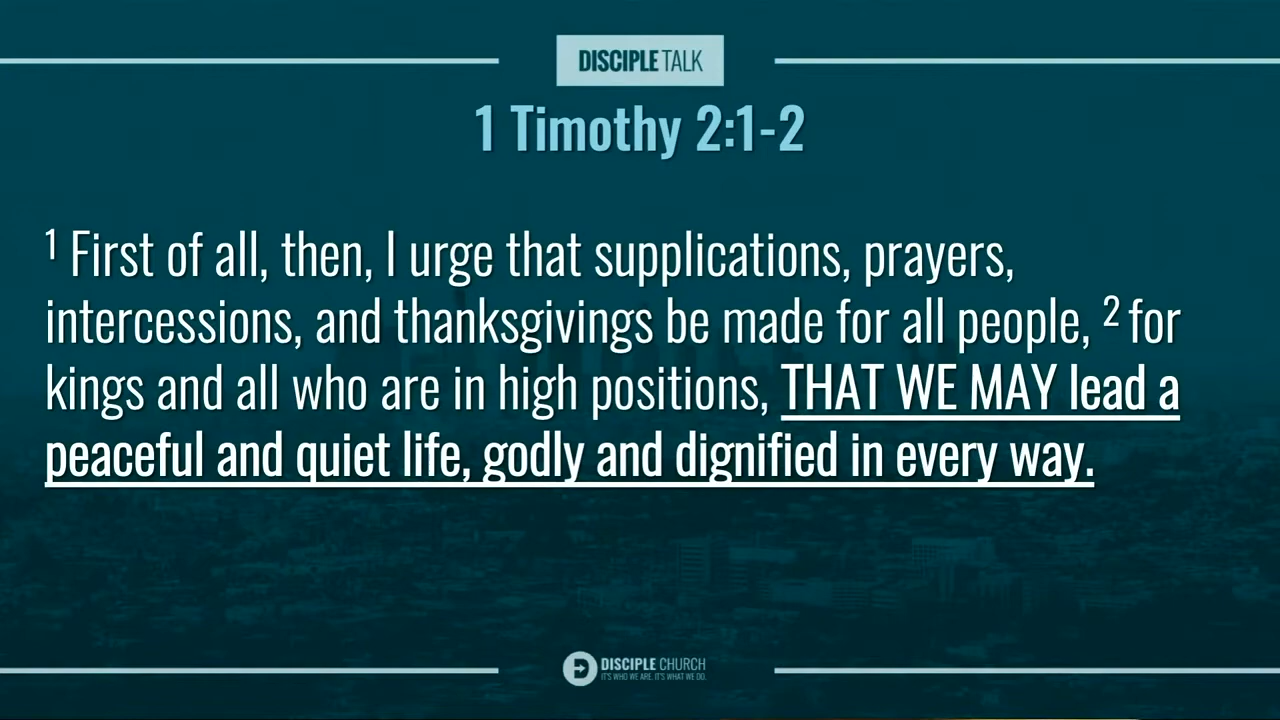 DISCIPLE TALK
1 Timothy 2:1-2
1 First of all, then, I urge that supplications, prayers,
intercessions, and thanksgivings be made for all people, 2 for
kings and all who are in high positions, THAT WE MAY lead a
peaceful and quiet life, godly and dignified in every way.
DISCIPLE CHURCH
IT'S WHO WE ARE. IT'S WHAT WE DO.